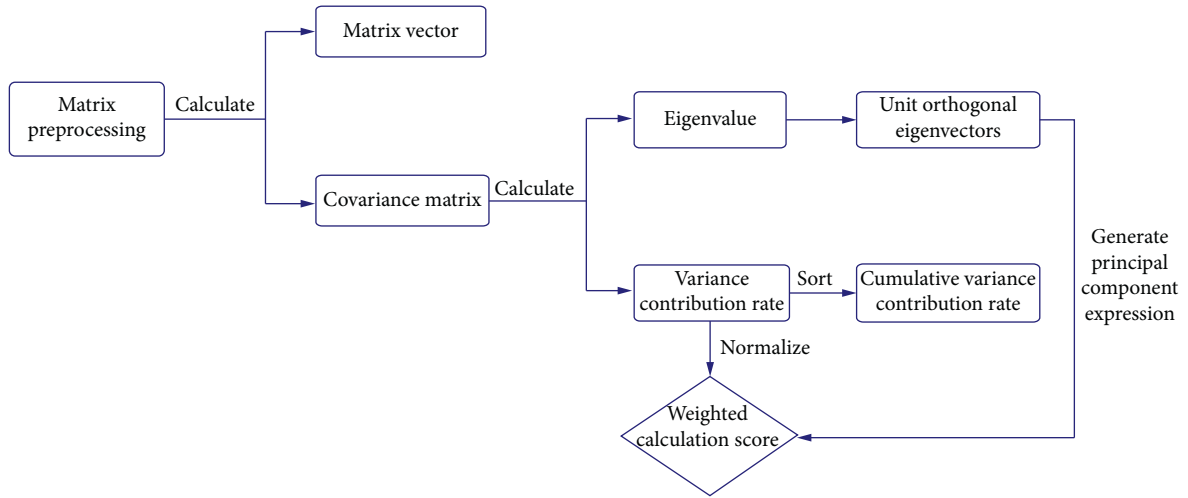 Matrix vector
Matrix
preprocessing
Calculate
Covariance matrix
Calculate
Eigenvalue
Unit orthogonal
eigenvectors
Variance
contribution rate
Sort
Cumulative variance
contribution rate
Generate
principal
component
expression
Normalize
Weighted
calculation score